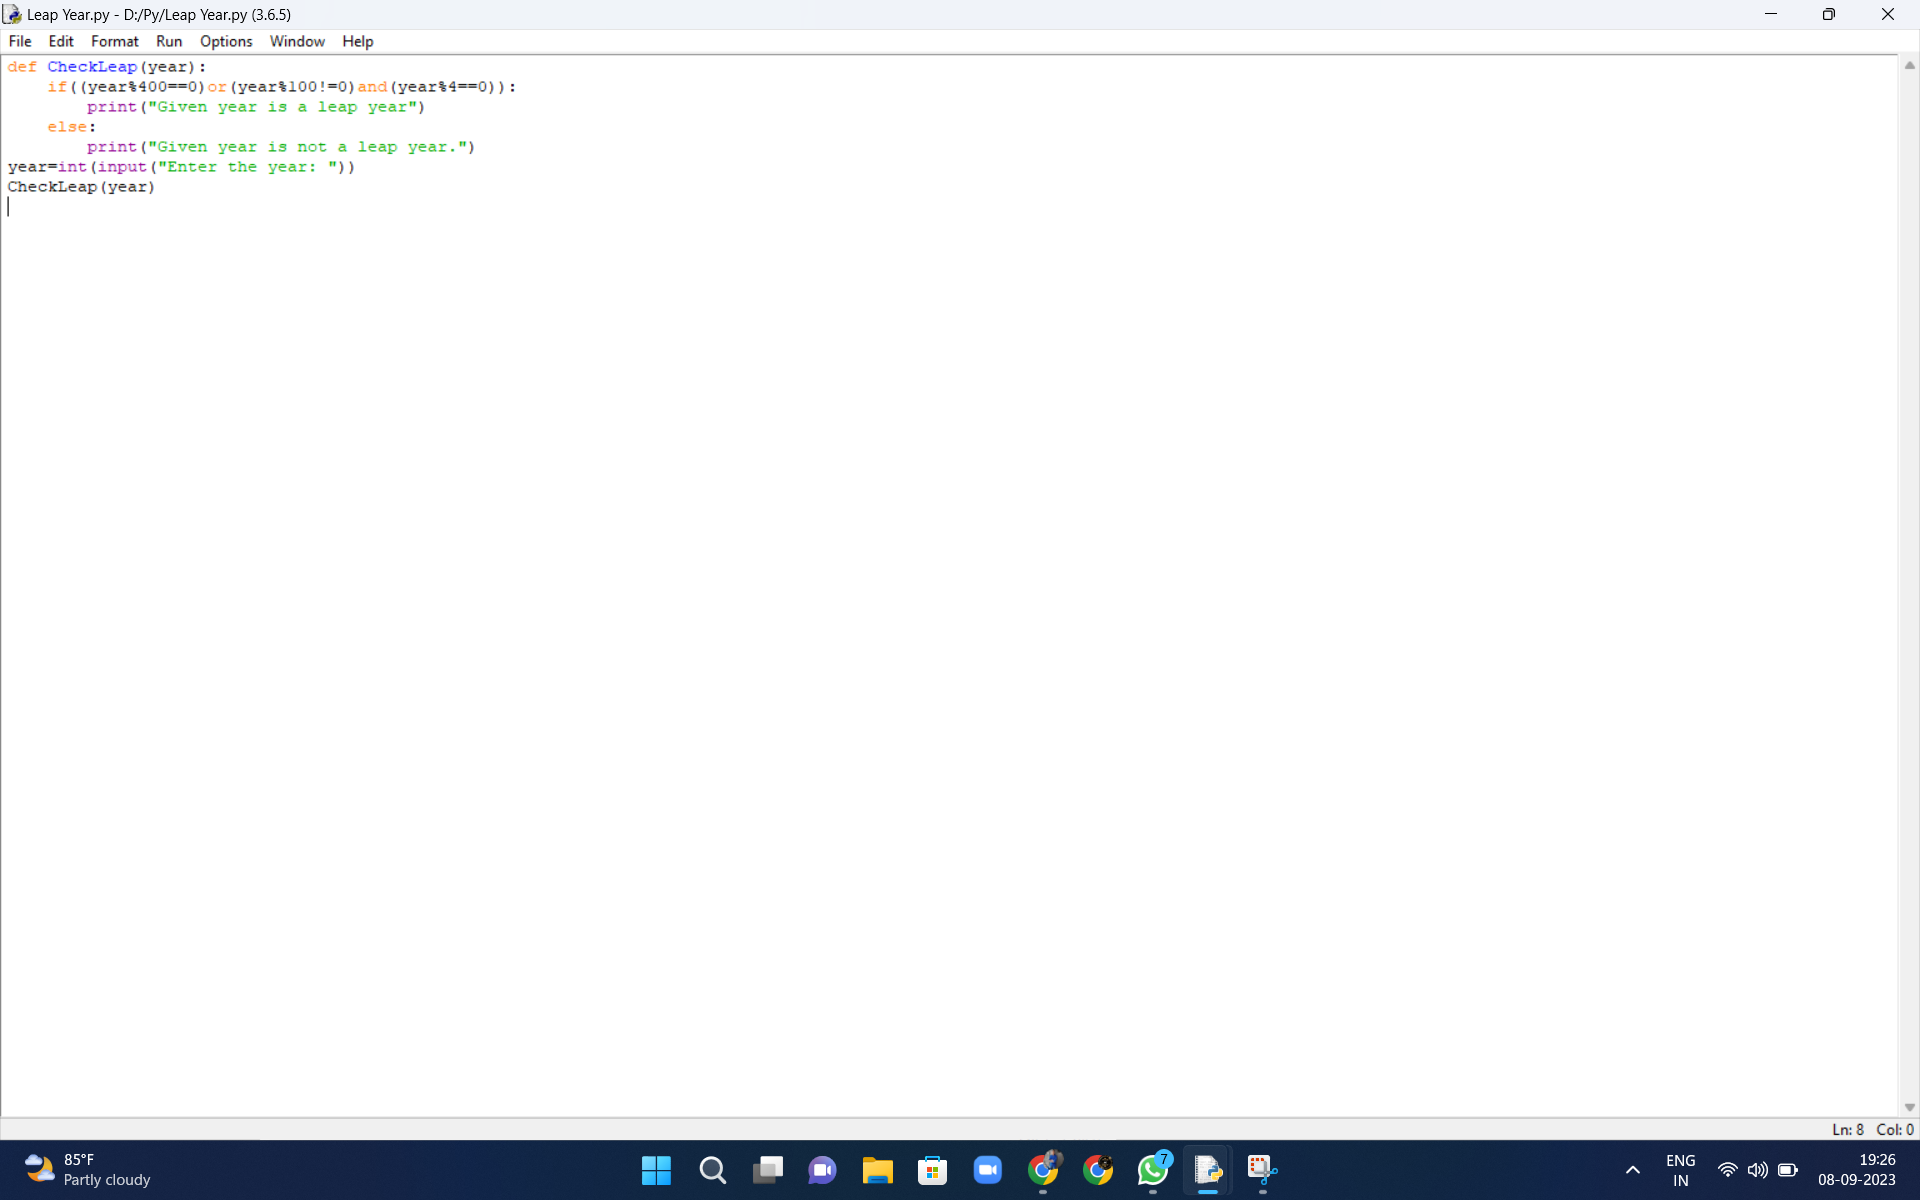 Leap Year.py - D:/Py/Leap Year.py (3.6.5)
File Edit Format Run Options Window Help
def CheckLeap(year):
    if((year%400==0)or(year%100!=0)and(year%4==0)):
        print("Given year is a leap year")
    else:
        print("Given year is not a leap year.")
year=int(input("Enter the year: "))
CheckLeap(year)
Ln: 8 Col: 0
85°F
Partly cloudy
7
ENG
IN
19:26
08-09-2023